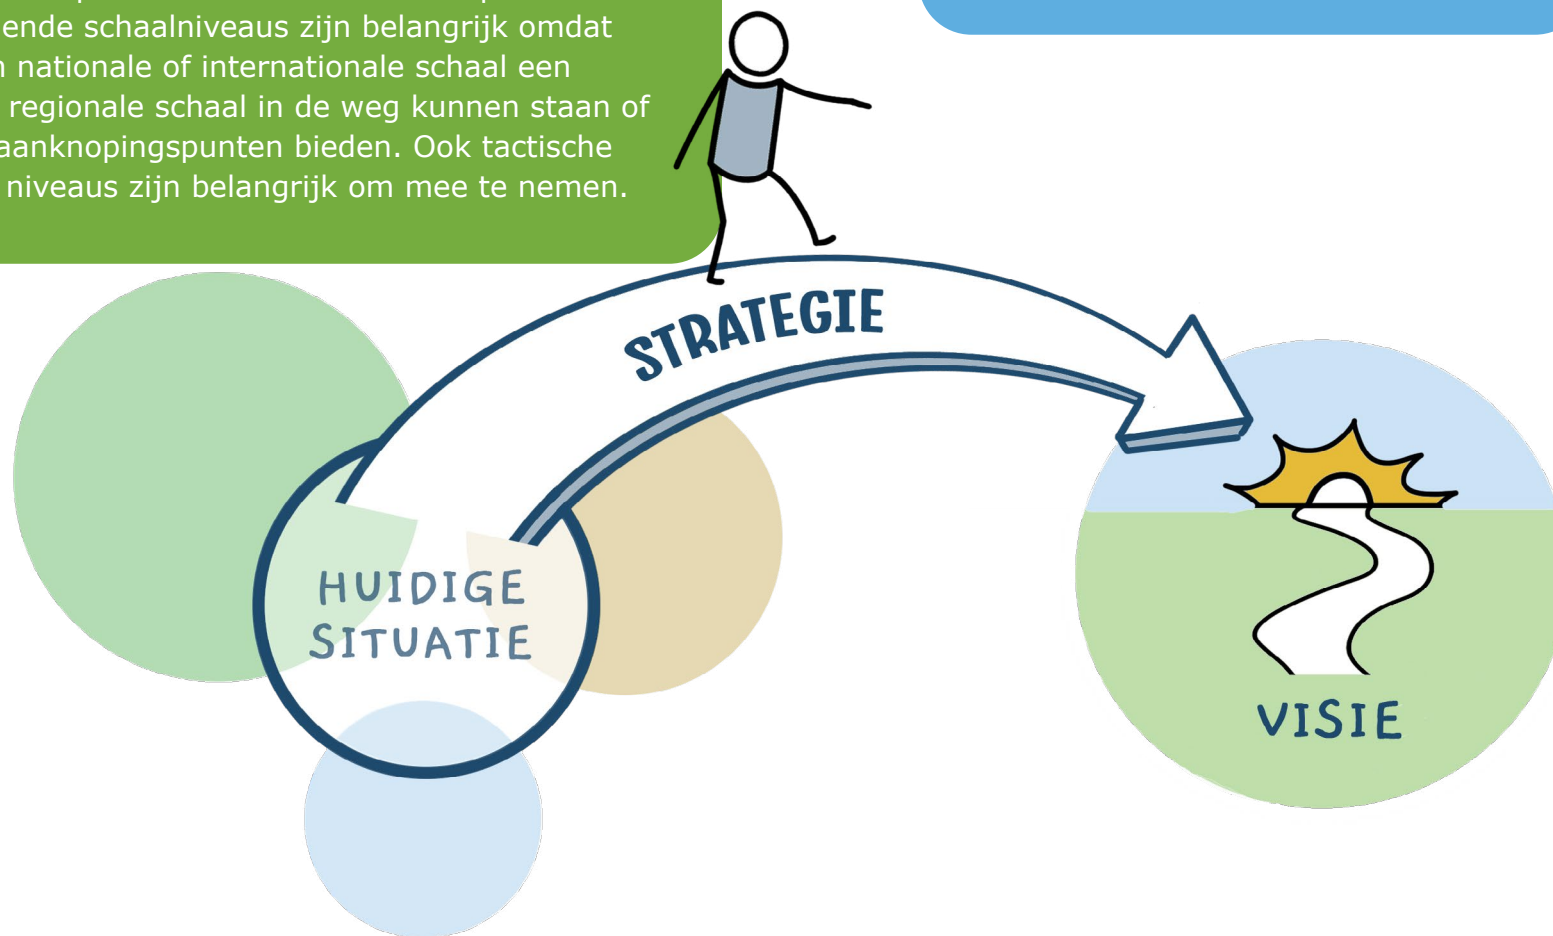 ende schaalniveaus zijn belangrijk omdat
nationale of internationale schaal een
regionale schaal in de weg kunnen staan of
aanknopingspunten bieden. Ook tactische
niveaus zijn belangrijk om mee te nemen.
STRATEGIE
HUIDIGE
SITUATIE
VISIE